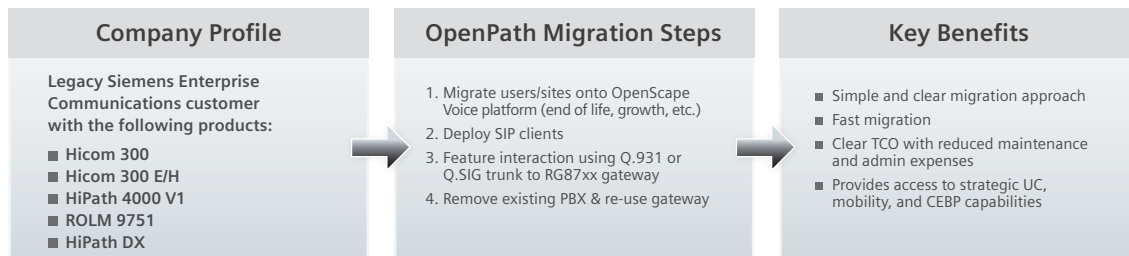 Company Profile
Legacy Siemens Enterprise
Communications customer
with the following products:
■ Hicom 300
■ Hicom 300 E/H
■ HiPath 4000 V1
■ ROLM 9751
■ HiPath DX
OpenPath Migration Steps
1. Migrate users/sites onto OpenScape
Voice platform (end of life, growth, etc.)
2. Deploy SIP clients
3. Feature interaction using Q.931 or
Q.SIG trunk to RG87xx gateway
4. Remove existing PBX & re-use gateway
Key Benefits
■ Simple and clear migration approach
■ Fast migration
■ Clear TCO with reduced maintenance
and admin expenses
■ Provides access to strategic UC,
mobility, and CEBP capabilities